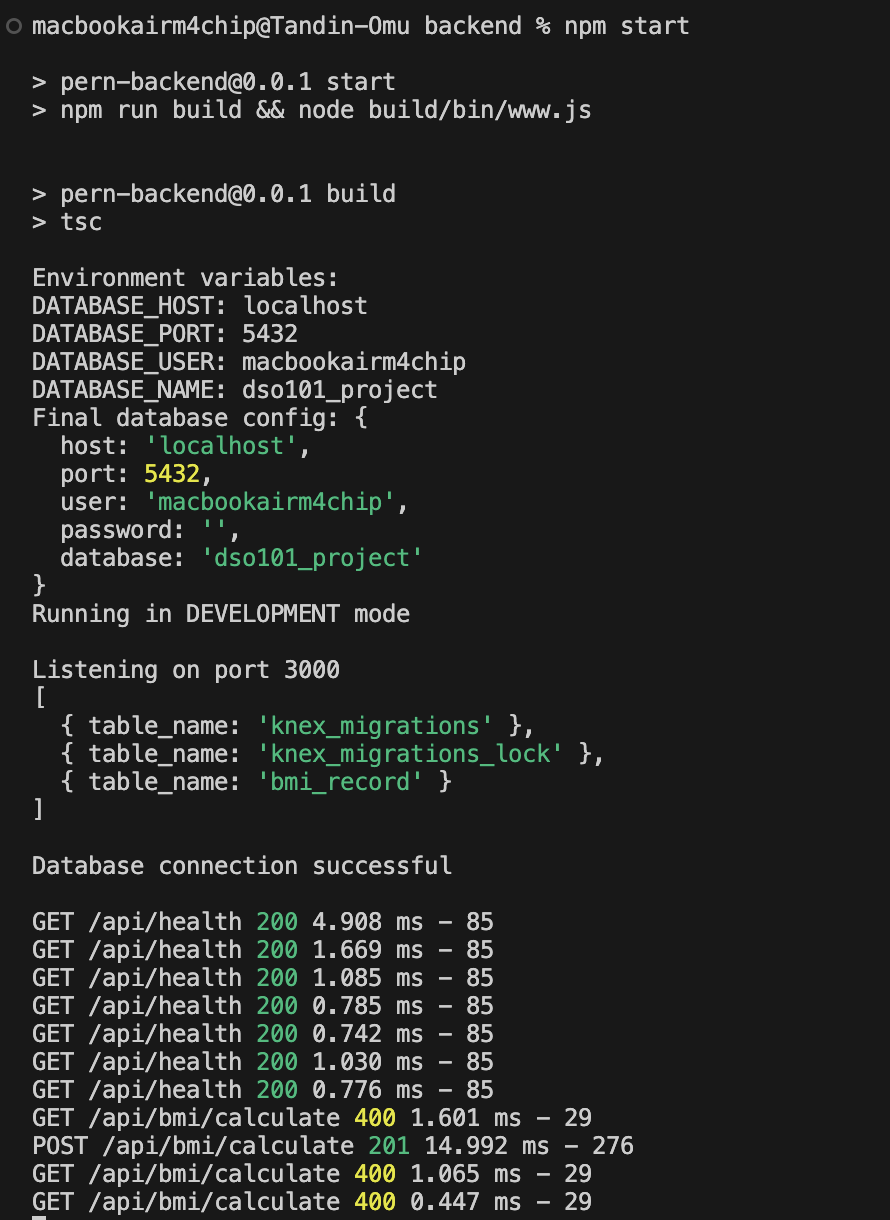 macbookairm4chip@Tandin-Omu backend % npm start
> pern-backend@0.0.1 start
> npm run build && node build/bin/www.js
> pern-backend@0.0.1 build
> tsc
Environment variables:
DATABASE_HOST: localhost
DATABASE_PORT: 5432
DATABASE_USER: macbookairm4chip
DATABASE_NAME: dso101_project
Final database config: {
  host: 'localhost',
  port: 5432,
  user: 'macbookairm4chip',
  password: '',
  database: 'dso101_project'
}
Running in DEVELOPMENT mode
Listening on port 3000
[
  { table_name: 'knex_migrations' },
  { table_name: 'knex_migrations_lock' },
  { table_name: 'bmi_record' }
]
Database connection successful
GET /api/health 200 4.908 ms - 85
GET /api/health 200 1.669 ms - 85
GET /api/health 200 1.085 ms - 85
GET /api/health 200 0.785 ms - 85
GET /api/health 200 0.742 ms - 85
GET /api/health 200 1.030 ms - 85
GET /api/health 200 0.776 ms - 85
GET /api/bmi/calculate 400 1.601 ms - 29
POST /api/bmi/calculate 201 14.992 ms - 276
GET /api/bmi/calculate 400 1.065 ms - 29
GET /api/bmi/calculate 400 0.447 ms - 29